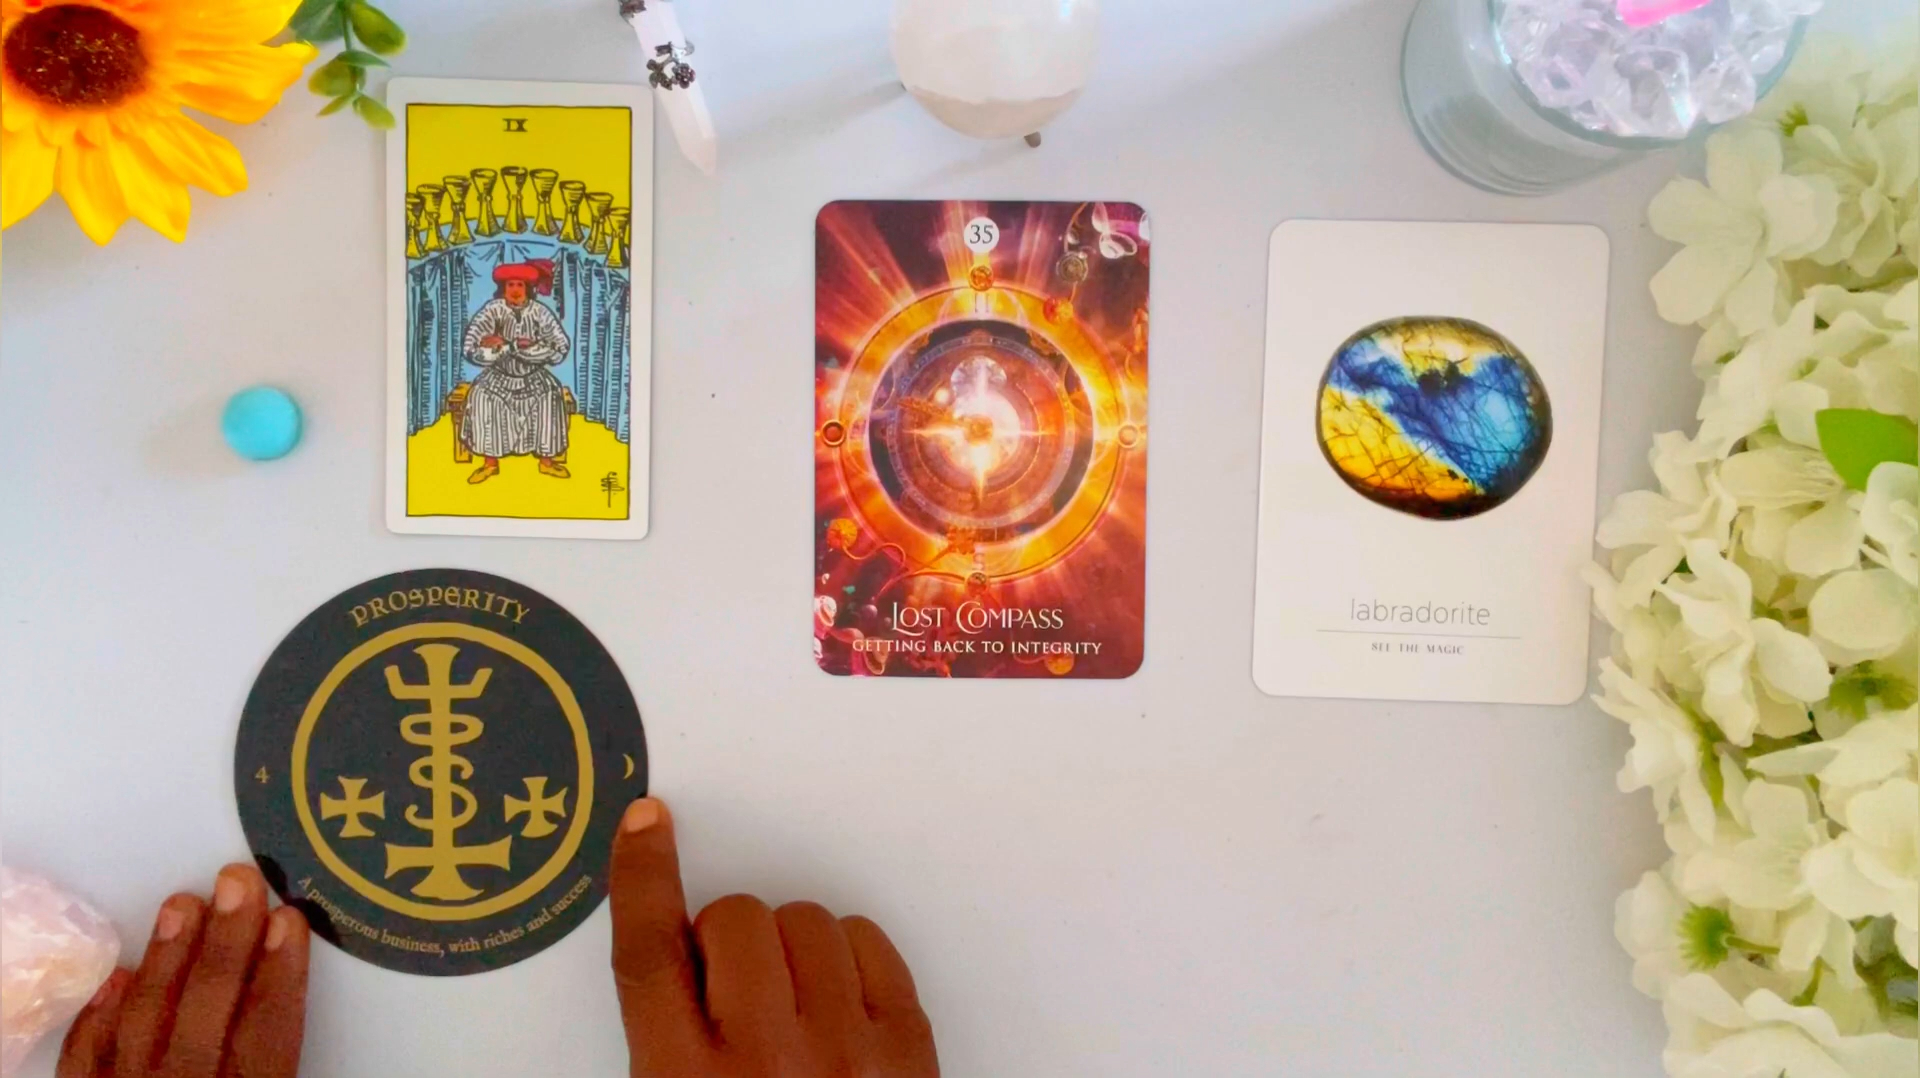 IX
PROSPERITY
4
A prosperous business, with riches and success
35
LOST COMPASS
GETTING BACK TO INTEGRITY
labradorite
SEE THE MAGIC